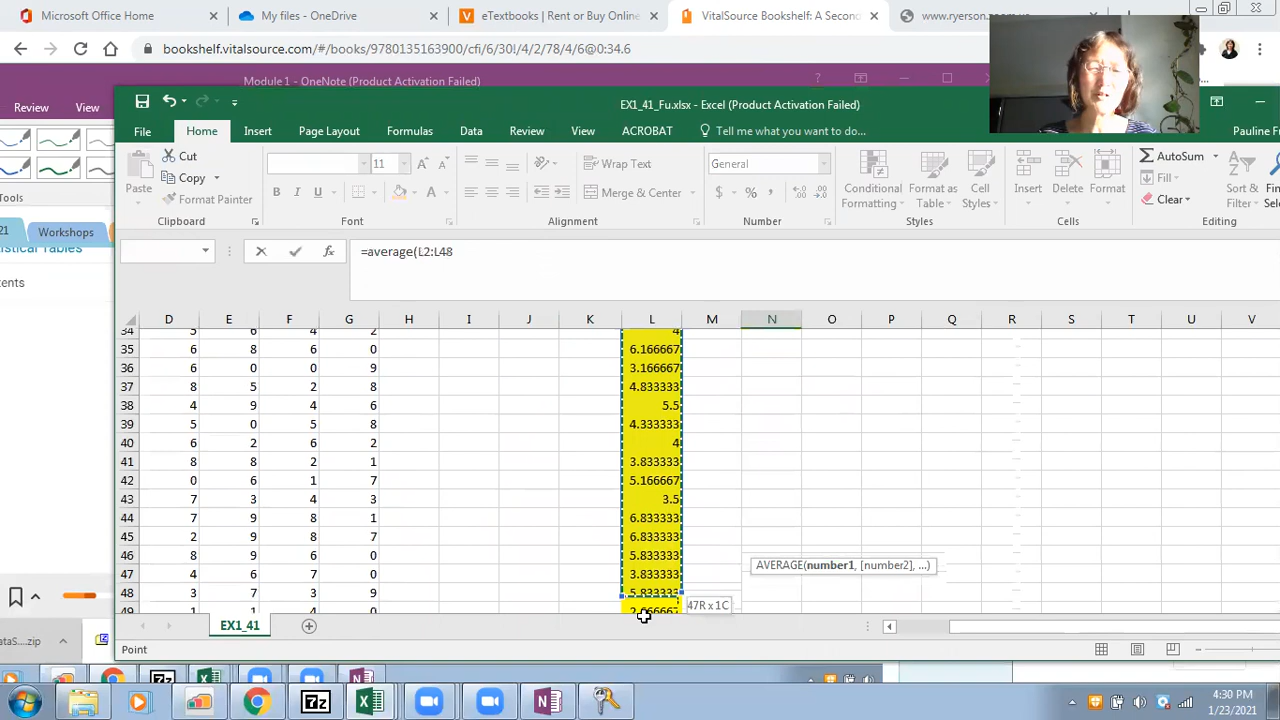 Microsoft Office Home
My files - OneDrive
eTextbooks | Rent or Buy Online
VitalSource Bookshelf: A Secon
bookshelf.vitalsource.com/#/books/9780135163900/cfi/6/30!/4/2/78/4/6@0:34.6
Module 1 - OneNote (Product Activation Failed)
Review View
EX1_41_Fu.xlsx - Excel (Product Activation Failed)
File Home Insert Page Layout Formulas Data Review View ACROBAT Tell me what you want to do... Pauline Fu
Cut
Copy
Format Painter
Paste
11
Wrap Text
Merge & Center
General
Conditional Formatting
Format as Table
Cell Styles
Insert Delete Format
AutoSum
Fill
Clear
Sort & Filter
Tools
Clipboard Font Alignment Number Styles Cells Editing
21 Workshops
istical Tables
=average(L2:L48
ents
D E F G H I J K L M N O P Q R S T U V
34 5 6 4 2 4
35 6 8 6 0 6.166667
36 6 0 0 9 3.166667
37 8 5 2 8 4.833333
38 4 9 4 6 5.5
39 5 0 5 8 4.333333
40 6 2 6 2 4
41 8 8 2 1 3.833333
42 0 6 1 7 5.166667
43 7 3 4 3 3.5
44 7 9 8 1 6.833333
45 2 9 8 7 6.833333
46 8 9 6 0 5.833333
47 4 6 7 0 3.833333
48 3 7 3 9 5.833333
49 1 1 4 0
AVERAGE(number1, [number2], ...)
47R x 1C
EX1_41
ataS....zip
Point
4:30 PM
1/23/2021